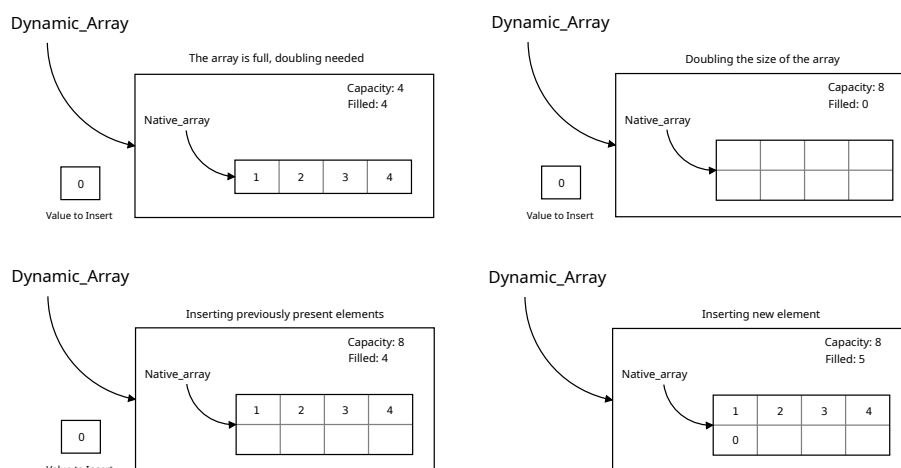 Dynamic_Array
The array is full, doubling needed
Capacity: 4
Filled: 4
Native_array
1 2 3 4
0
Value to Insert
Dynamic_Array
Doubling the size of the array
Capacity: 8
Filled: 0
Native_array
0
Value to Insert
Dynamic_Array
Inserting previously present elements
Capacity: 8
Filled: 4
Native_array
1 2 3 4
0
Value to Insert
Dynamic_Array
Inserting new element
Capacity: 8
Filled: 5
Native_array
1 2 3 4
0